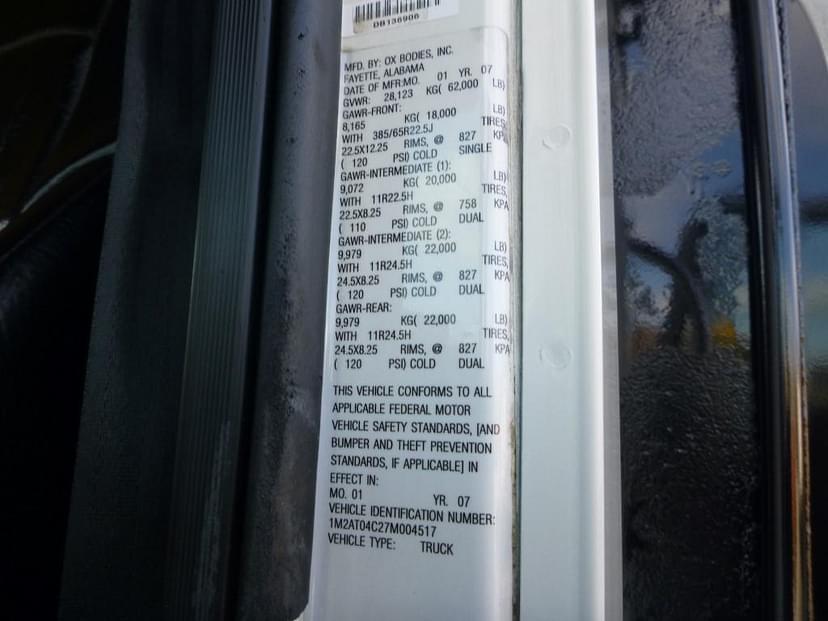 DB136906
MFD. BY: OX BODIES, INC.
FAYETTE, ALABAMA
DATE OF MFR:MO. 01 YR. 07
GVWR: 28,123 KG( 62,000 LB)
GAWR-FRONT:
8,165 KG( 18,000 LB)
WITH 385/65R22.5J TIRES,
22.5X12.25 RIMS, @ 827 KPA
( 120 PSI) COLD SINGLE
GAWR-INTERMEDIATE (1):
9,072 KG( 20,000 LB)
WITH 11R22.5H TIRES,
22.5X8.25 RIMS, @ 758 KPA
( 110 PSI) COLD DUAL
GAWR-INTERMEDIATE (2):
9,979 KG( 22,000 LB)
WITH 11R24.5H TIRES,
24.5X8.25 RIMS, @ 827 KPA
( 120 PSI) COLD DUAL
GAWR-REAR:
9,979 KG( 22,000 LB)
WITH 11R24.5H TIRES,
24.5X8.25 RIMS, @ 827 KPA
( 120 PSI) COLD DUAL
THIS VEHICLE CONFORMS TO ALL
APPLICABLE FEDERAL MOTOR
VEHICLE SAFETY STANDARDS, [AND
BUMPER AND THEFT PREVENTION
STANDARDS, IF APPLICABLE] IN
EFFECT IN:
MO. 01 YR. 07
VEHICLE IDENTIFICATION NUMBER:
1M2AT04C27M004517
VEHICLE TYPE: TRUCK